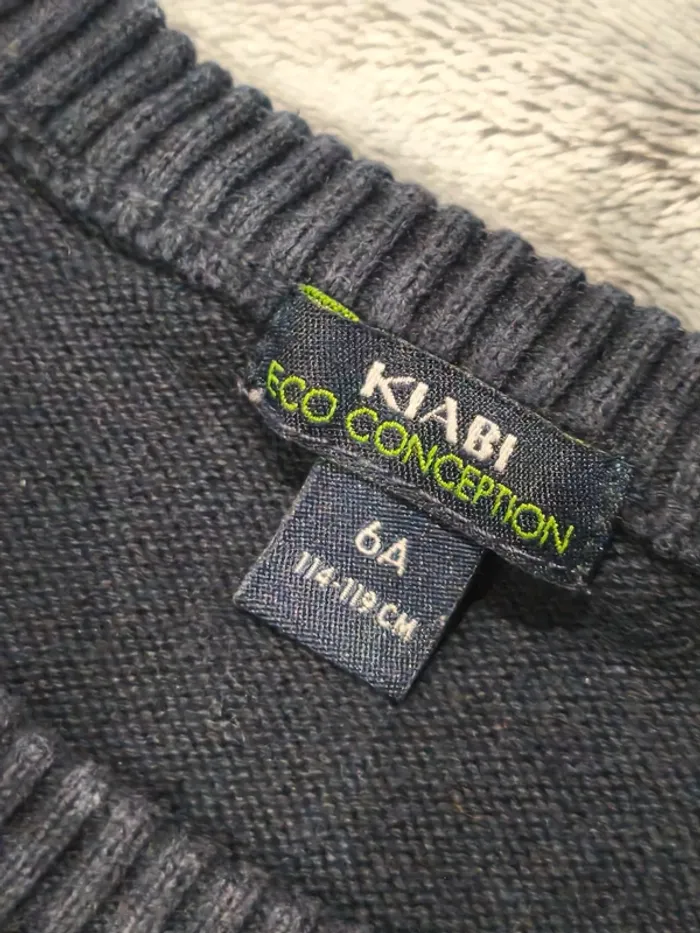 KIABI
ECO CONCEPTION
6A
114-119 CM